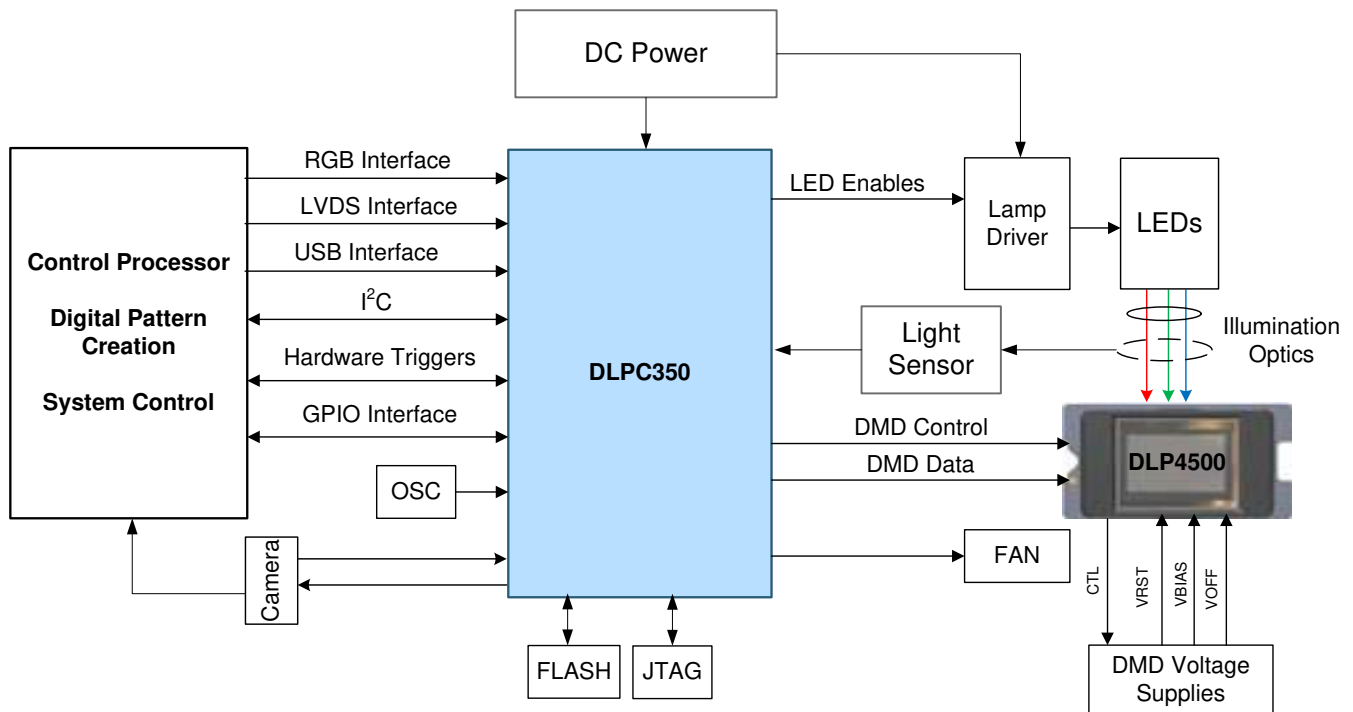 DC Power
RGB Interface
LVDS Interface
USB Interface
I²C
Hardware Triggers
GPIO Interface
Control Processor
Digital Pattern
Creation
System Control
OSC
Camera
DLPC350
FLASH
JTAG
LED Enables
Lamp
Driver
LEDs
Light
Sensor
Illumination
Optics
DMD Control
DMD Data
DLP4500
FAN
CTL
VRST
VBIAS
VOFF
DMD Voltage
Supplies